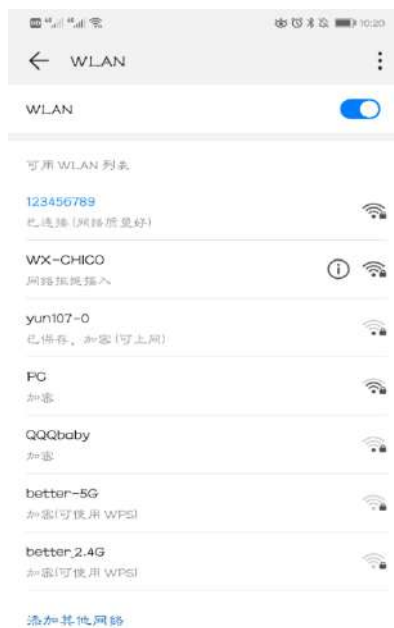 10:20
WLAN
WLAN
可用 WLAN 列表
123456789
已连接 (网络质量好)
WX-CHICO
网络拒绝接入
yun107-0
已保存，加密 (可上网)
PC
加密
QQQbaby
加密
better-5G
加密(可使用 WPS)
better_2.4G
加密(可使用 WPS)
添加其他网络